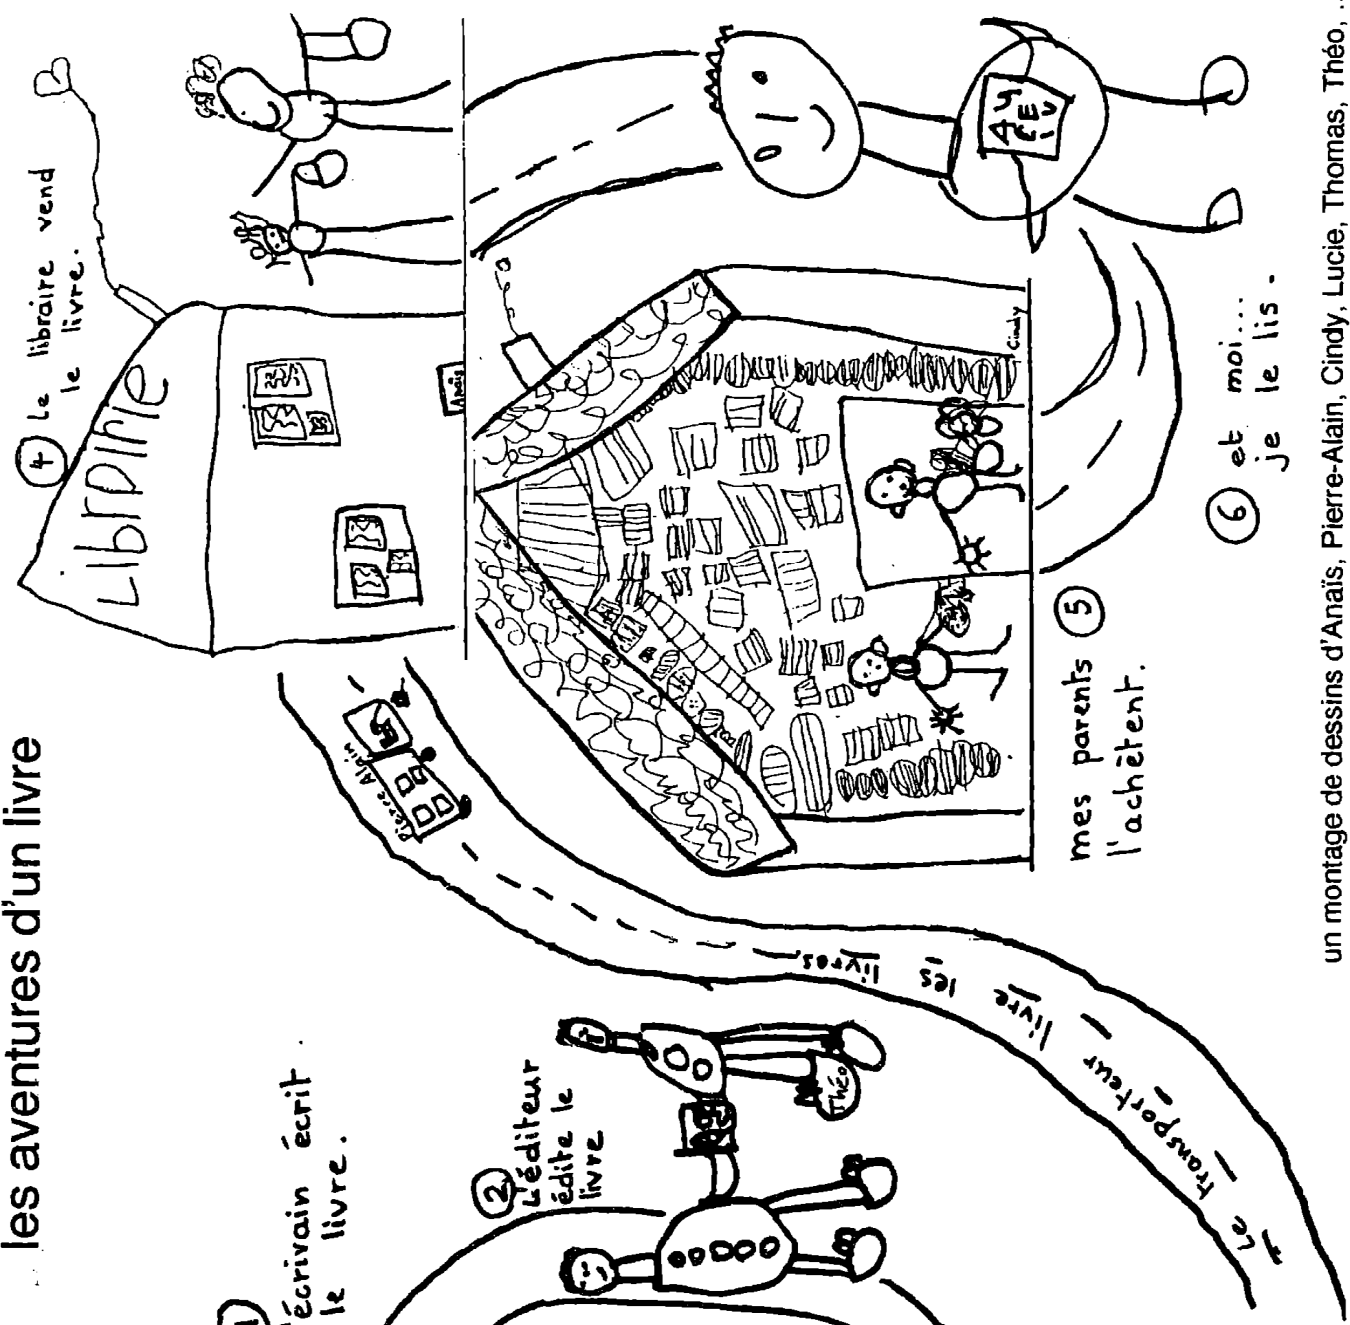 les aventures d'un livre
1
écrivain écrit
le livre.
2
L'éditeur
édite le
livre
Théo
Le transporteur livre les livres.
Pierre Alain
4
Le libraire vend
le livre.
Librairie
Anaïs
mes parents 5
l'achètent.
Cindy
6 et moi...
je le lis.
un montage de dessins d'Anaïs, Pierre-Alain, Cindy, Lucie, Thomas, Théo, ..